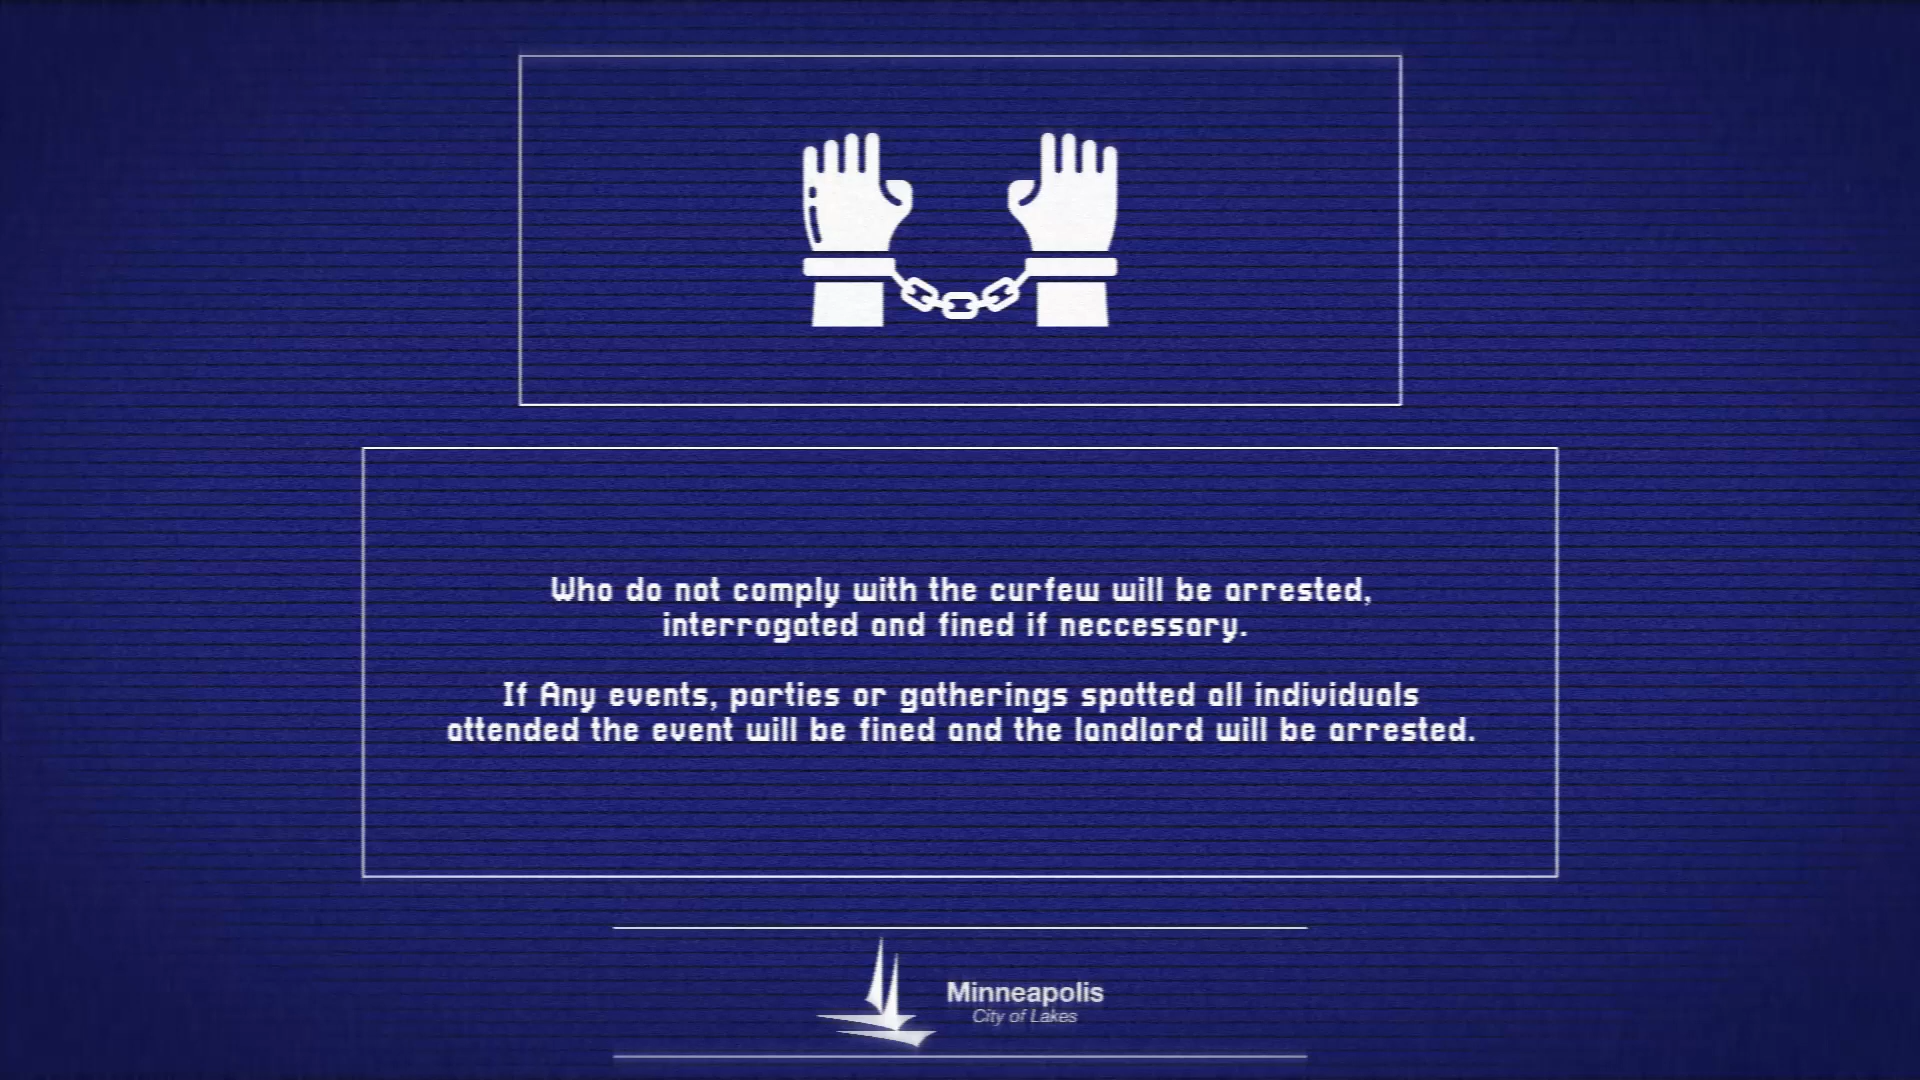 Who do not comply with the curfew will be arrested,
interrogated and fined if neccessary.
If Any events, parties or gatherings spotted all individuals
attended the event will be fined and the landlord will be arrested.
Minneapolis
City of Lakes